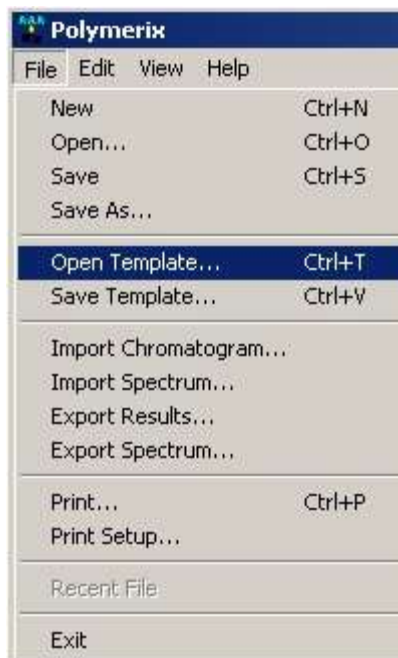 Polymerix
File Edit View Help
New Ctrl+N
Open... Ctrl+O
Save Ctrl+S
Save As...
Open Template... Ctrl+T
Save Template... Ctrl+V
Import Chromatogram...
Import Spectrum...
Export Results...
Export Spectrum...
Print... Ctrl+P
Print Setup...
Recent File
Exit